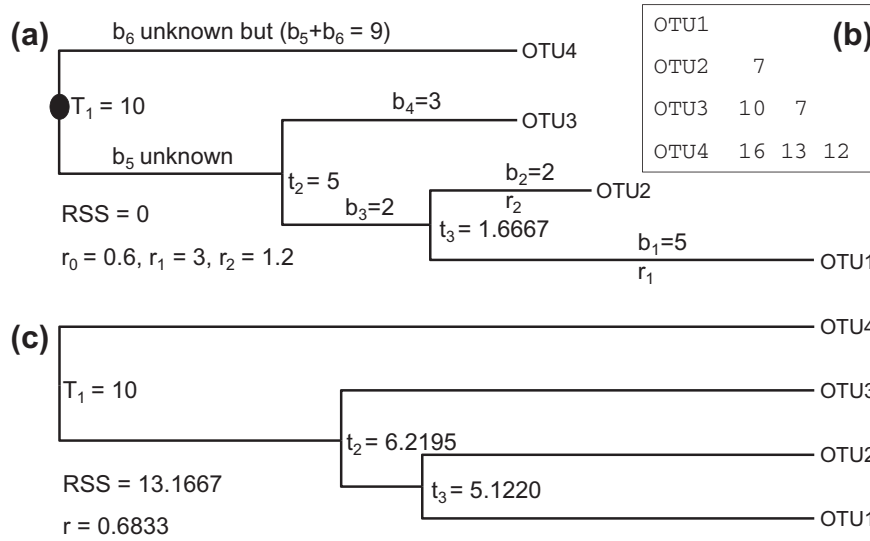 (a)
b6 unknown but (b5+b6 = 9)
OTU4
T1 = 10
b4=3
OTU3
b5 unknown
t2 = 5
b2=2
OTU2
r2
b3=2
t3 = 1.6667
RSS = 0
b1=5
OTU1
r1
r0 = 0.6, r1 = 3, r2 = 1.2
(b)
OTU1
OTU2 7
OTU3 10 7
OTU4 16 13 12
(c)
OTU4
T1 = 10
OTU3
t2 = 6.2195
OTU2
RSS = 13.1667
t3 = 5.1220
OTU1
r = 0.6833